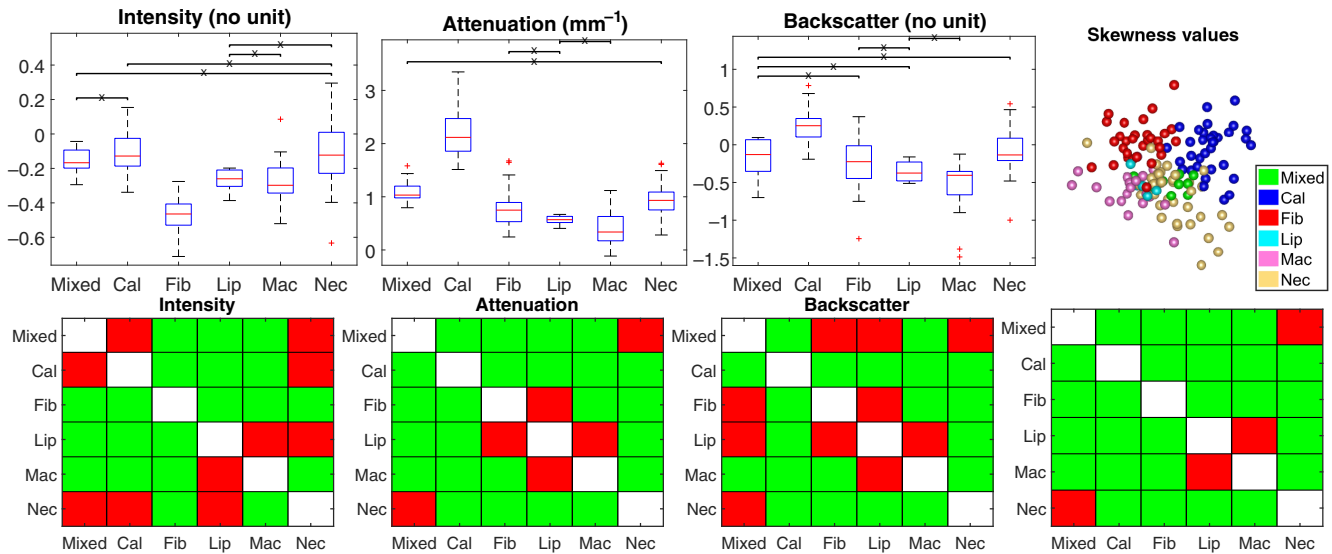 Intensity (no unit)
0.4
0.2
0
−0.2
−0.4
−0.6
x
x
x
x
x
Mixed Cal Fib Lip Mac Nec
Attenuation (mm⁻¹)
3
2
1
0
x
x
x
Mixed Cal Fib Lip Mac Nec
Backscatter (no unit)
1
0.5
0
−0.5
−1
−1.5
x
x
x
x
x
Mixed Cal Fib Lip Mac Nec
Skewness values
Mixed
Cal
Fib
Lip
Mac
Nec
Intensity
Mixed
Cal
Fib
Lip
Mac
Nec
Mixed Cal Fib Lip Mac Nec
Attenuation
Mixed
Cal
Fib
Lip
Mac
Nec
Mixed Cal Fib Lip Mac Nec
Backscatter
Mixed
Cal
Fib
Lip
Mac
Nec
Mixed Cal Fib Lip Mac Nec
Mixed
Cal
Fib
Lip
Mac
Nec
Mixed Cal Fib Lip Mac Nec